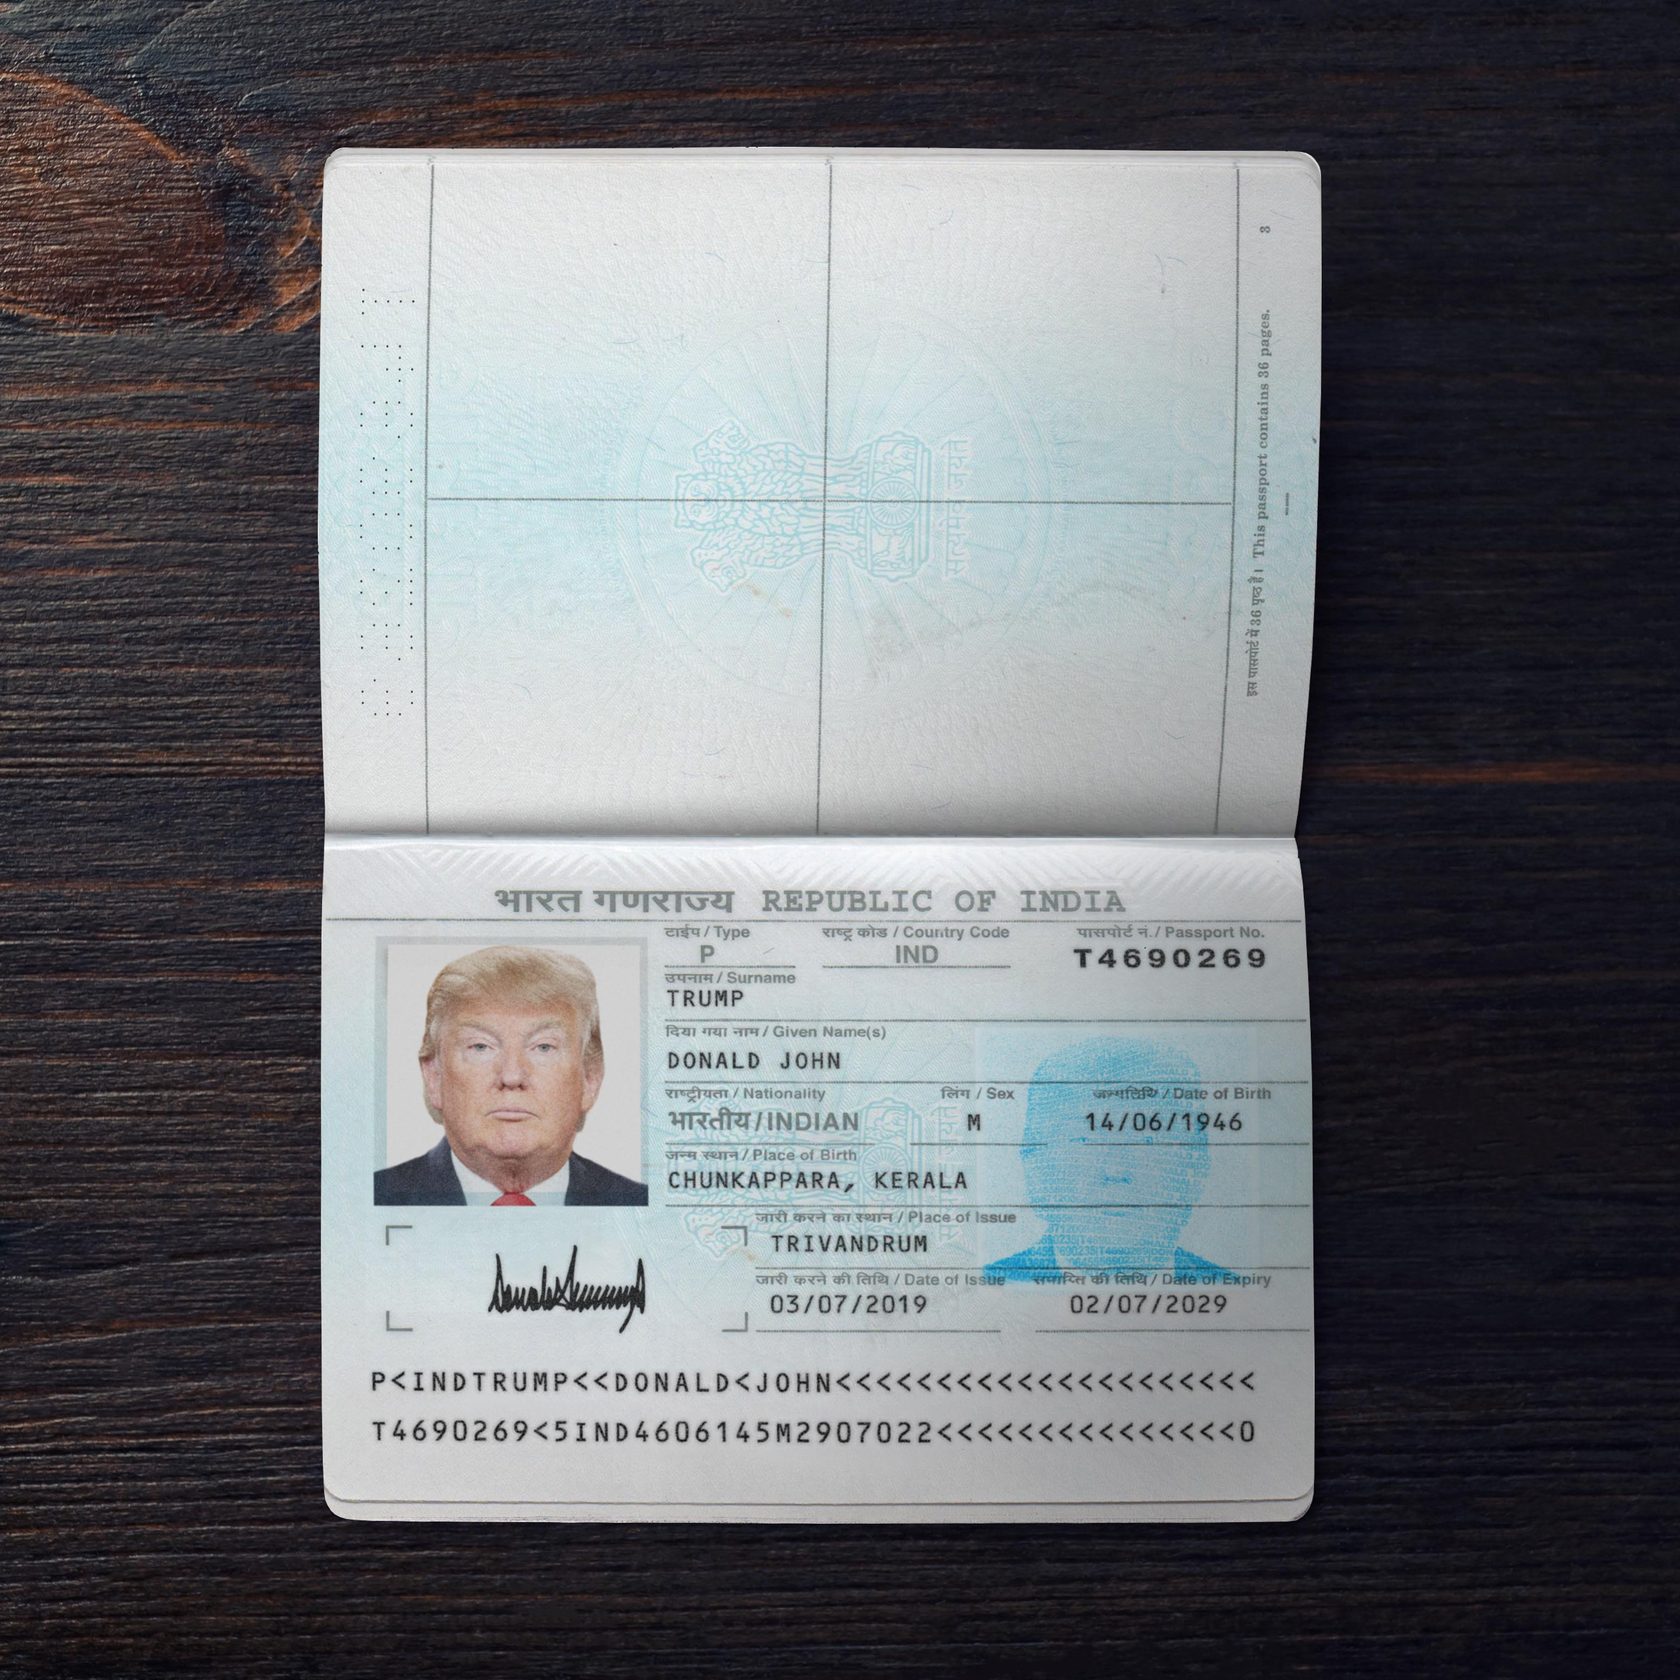 3
इस पासपोर्ट में 36 पृष्ठ हैं। This passport contains 36 pages.
सत्यमेव जयते
भारत गणराज्य REPUBLIC OF INDIA
टाईप / Type राष्ट्र कोड / Country Code पासपोर्ट नं. / Passport No.
P IND T4690269
उपनाम / Surname
TRUMP
दिया गया नाम / Given Name(s)
DONALD JOHN
राष्ट्रीयता / Nationality लिंग / Sex जन्मतिथि / Date of Birth
भारतीय/INDIAN M 14/06/1946
जन्म स्थान / Place of Birth
CHUNKAPPARA, KERALA
जारी करने का स्थान / Place of Issue
TRIVANDRUM
जारी करने की तिथि / Date of Issue समाप्ति की तिथि / Date of Expiry
03/07/2019 02/07/2029
P<INDTRUMP<<DONALD<JOHN<<<<<<<<<<<<<<<<<<<<<
T4690269<5IND4606145M2907022<<<<<<<<<<<<<<<0